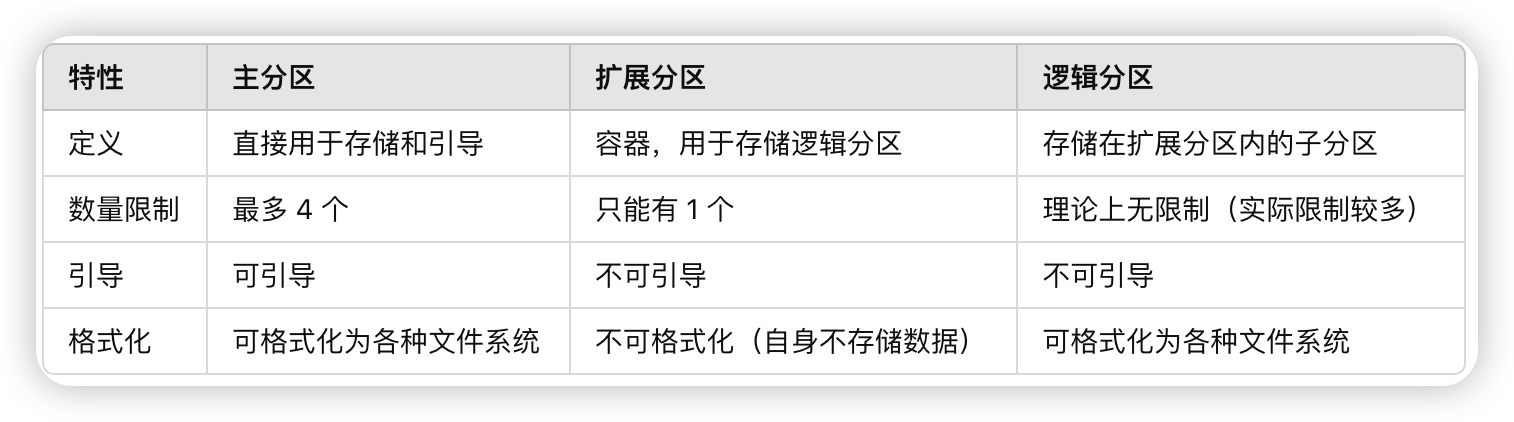 特性 主分区 扩展分区 逻辑分区
定义 直接用于存储和引导 容器，用于存储逻辑分区 存储在扩展分区内的子分区
数量限制 最多 4 个 只能有 1 个 理论上无限制（实际限制较多）
引导 可引导 不可引导 不可引导
格式化 可格式化为各种文件系统 不可格式化（自身不存储数据） 可格式化为各种文件系统